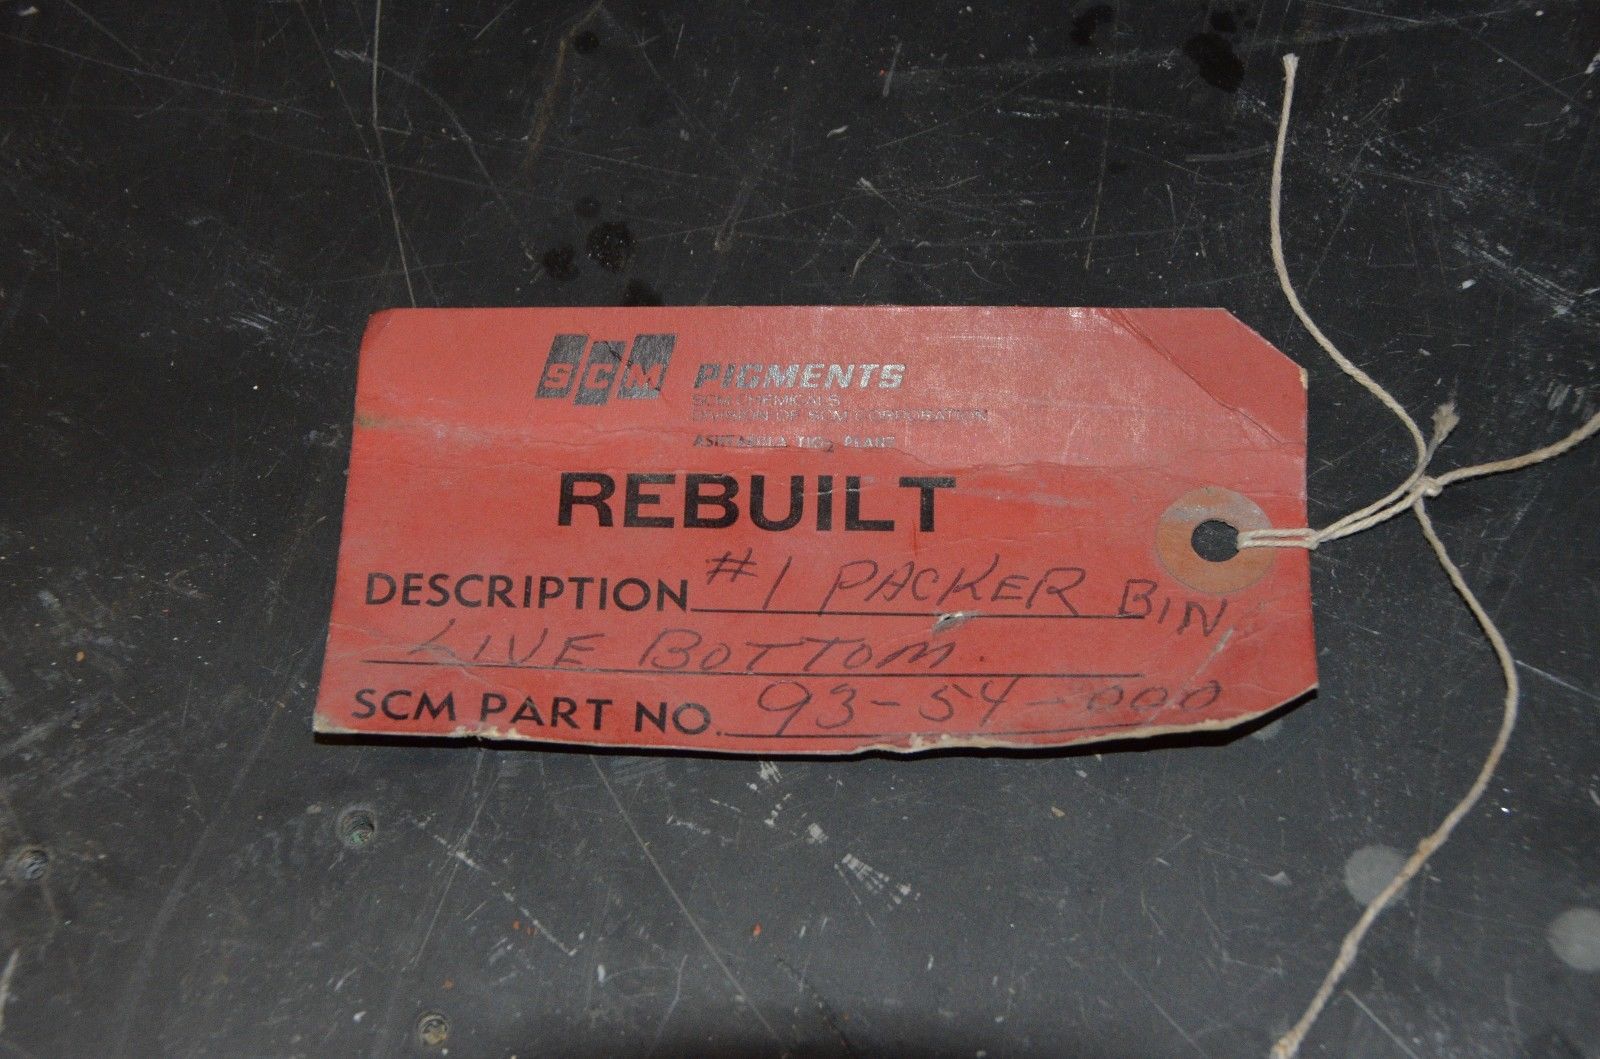 SCM PIGMENTS
SCM CHEMICALS
DIVISION OF SCM CORPORATION
ASHTABULA TiO₂ PLANT
REBUILT
DESCRIPTION #1 PACKER BIN
LIVE BOTTOM
SCM PART NO. 93-54-000